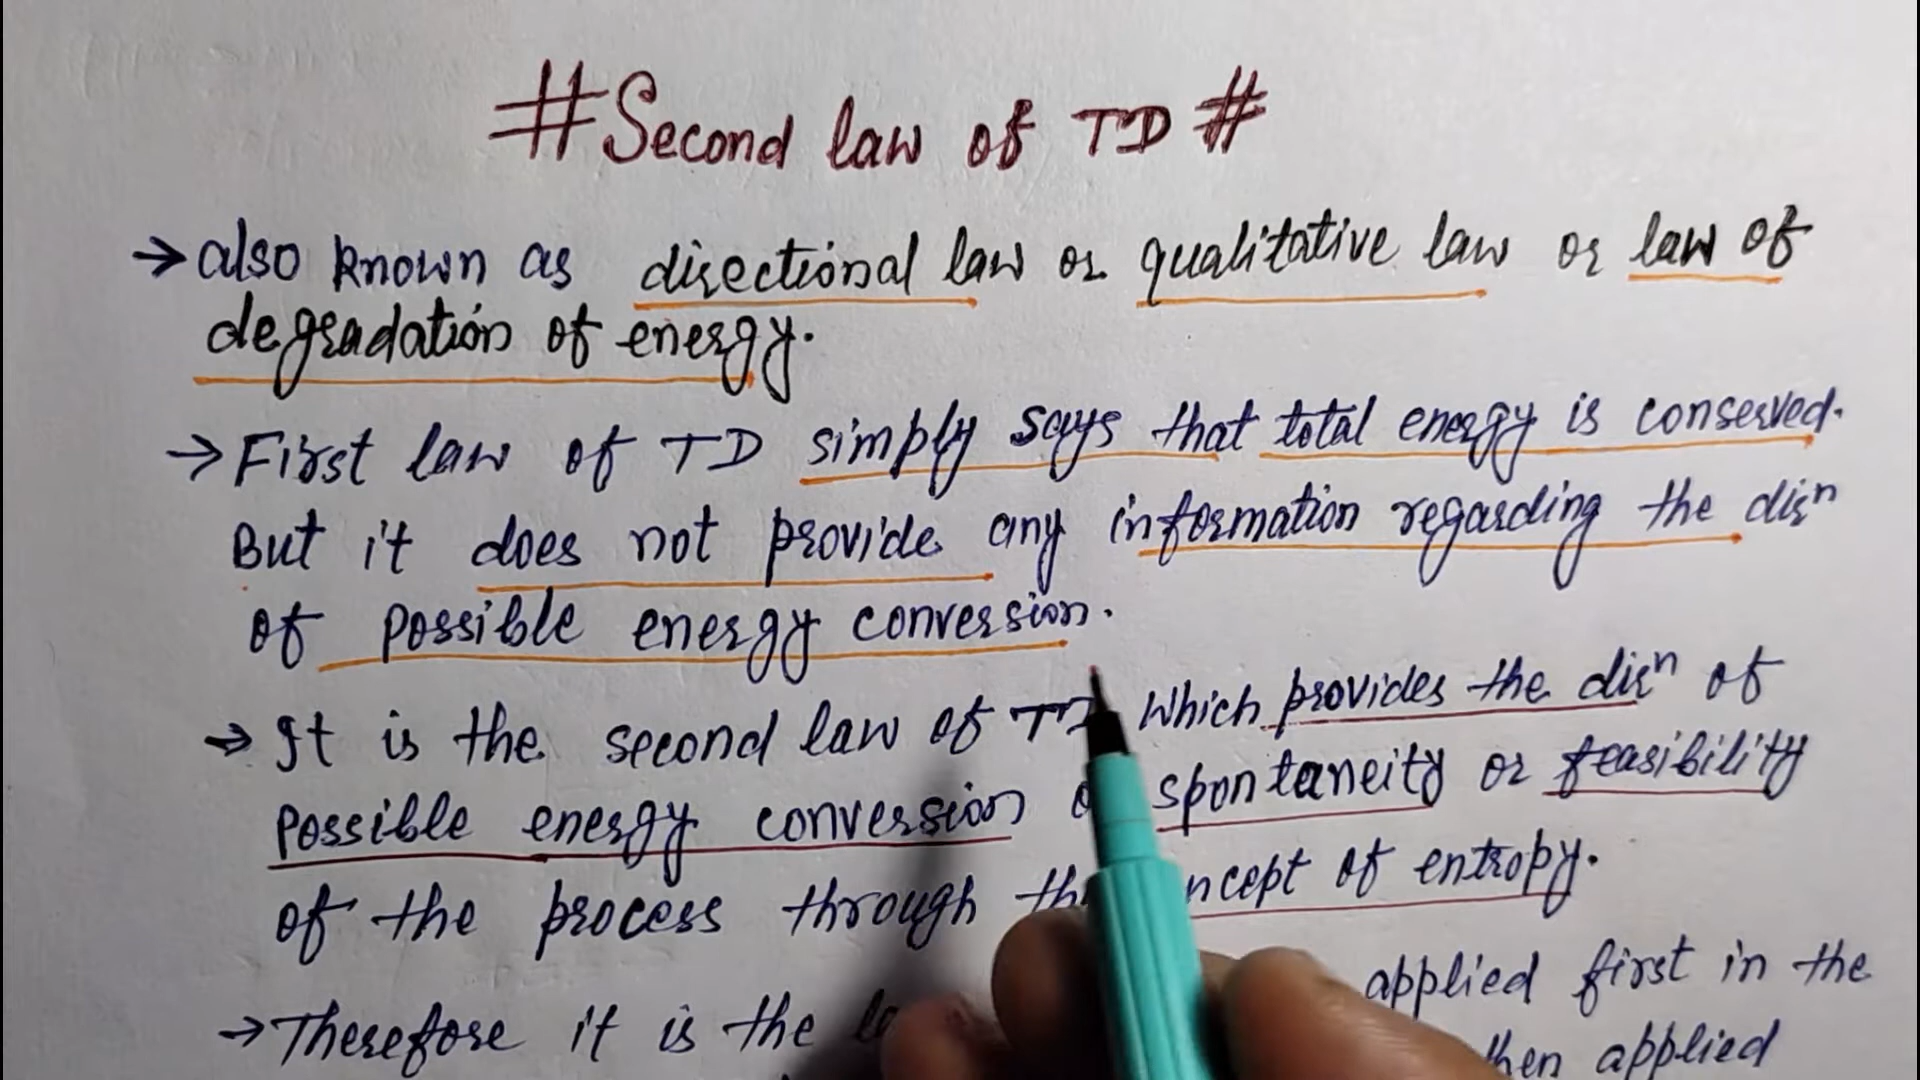 #Second law of TD #
→ also known as directional law or qualitative law or law of
degradation of energy.
→ First law of TD simply says that total energy is conserved.
But it does not provide any information regarding the dirⁿ
of possible energy conversion.
→ It is the second law of TD which provides the dirⁿ of
possible energy conversion spontaneity or feasibility
of the process through of entropy.
→ Therefore it is the applied first in the
applied